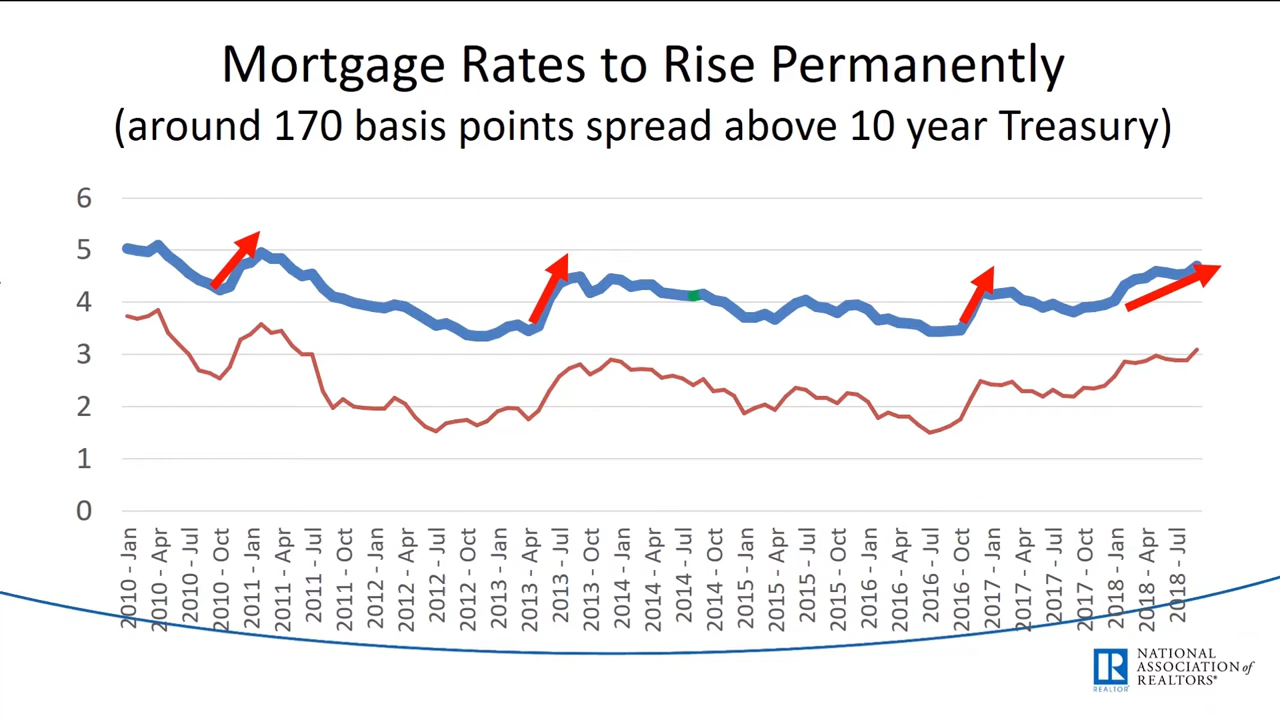 Mortgage Rates to Rise Permanently
(around 170 basis points spread above 10 year Treasury)
6
5
4
3
2
1
0
2010 - Jan
2010 - Apr
2010 - Jul
2010 - Oct
2011 - Jan
2011 - Apr
2011 - Jul
2011 - Oct
2012 - Jan
2012 - Apr
2012 - Jul
2012 - Oct
2013 - Jan
2013 - Apr
2013 - Jul
2013 - Oct
2014 - Jan
2014 - Apr
2014 - Jul
2014 - Oct
2015 - Jan
2015 - Apr
2015 - Jul
2015 - Oct
2016 - Jan
2016 - Apr
2016 - Jul
2016 - Oct
2017 - Jan
2017 - Apr
2017 - Jul
2017 - Oct
2018 - Jan
2018 - Apr
2018 - Jul
NATIONAL
ASSOCIATION of
REALTORS®
REALTOR®